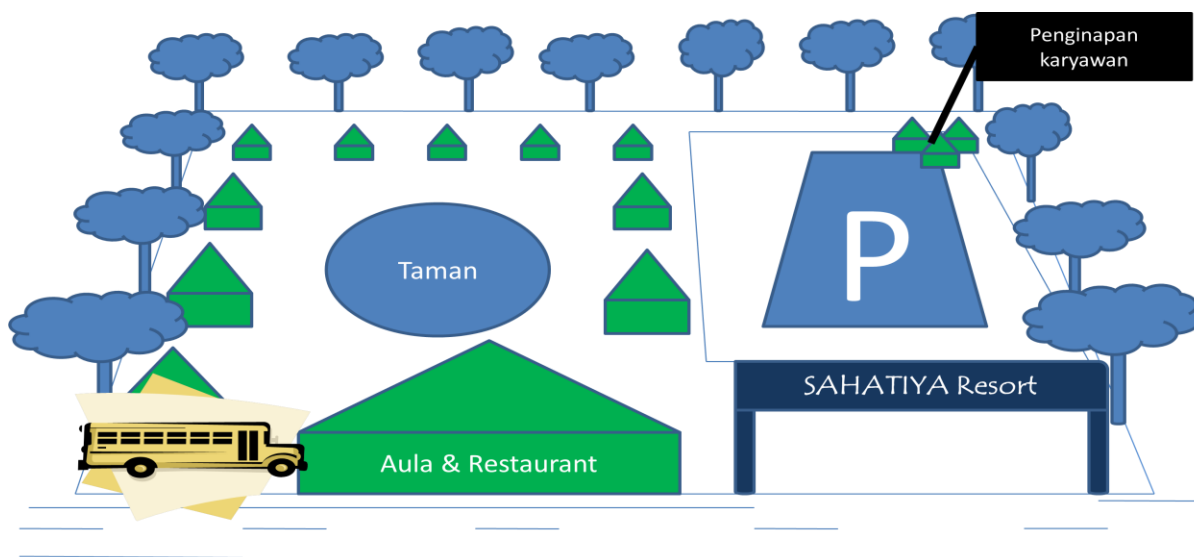 Penginapan
karyawan
P
Taman
SAHATIYA Resort
Aula & Restaurant